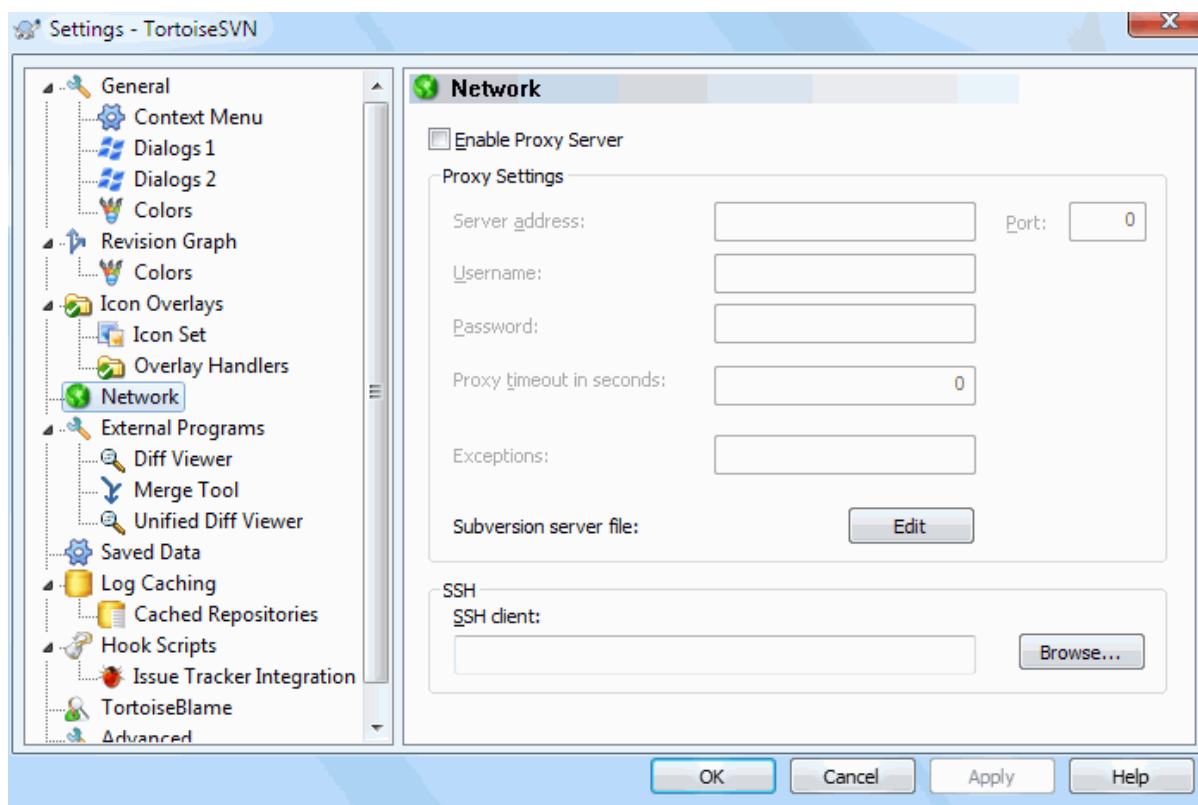 Settings - TortoiseSVN
General
Context Menu
Dialogs 1
Dialogs 2
Colors
Revision Graph
Colors
Icon Overlays
Icon Set
Overlay Handlers
Network
External Programs
Diff Viewer
Merge Tool
Unified Diff Viewer
Saved Data
Log Caching
Cached Repositories
Hook Scripts
Issue Tracker Integration
TortoiseBlame
Advanced
Network
Enable Proxy Server
Proxy Settings
Server address: Port: 0
Username:
Password:
Proxy timeout in seconds: 0
Exceptions:
Subversion server file: Edit
SSH
SSH client:
Browse...
OK Cancel Apply Help